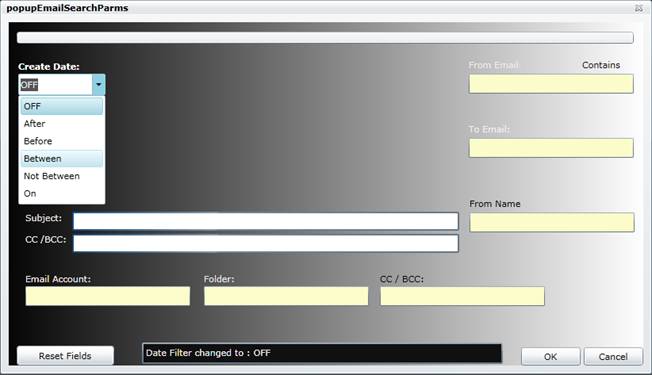 popupEmailSearchParms
Create Date:
From Email:
Contains
OFF
OFF
After
Before
Between
Not Between
On
To Email:
From Name
Subject:
CC /BCC:
Email Account:
Folder:
CC / BCC:
Reset Fields
Date Filter changed to : OFF
OK
Cancel